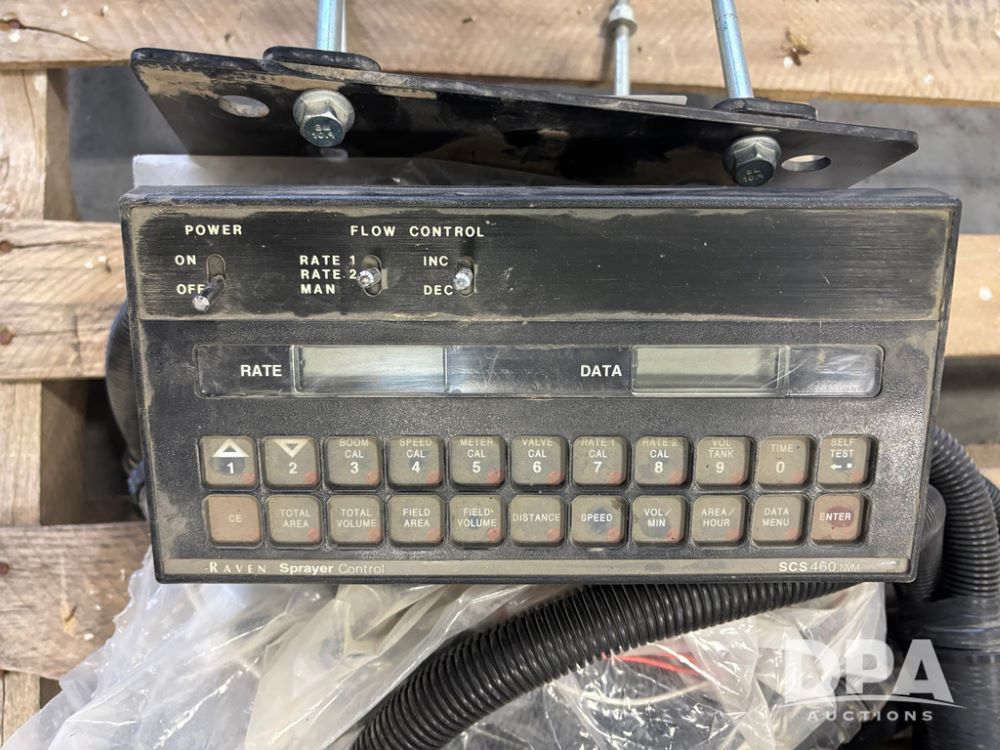 POWER
FLOW CONTROL
ON
OFF
RATE 1
RATE 2
MAN
INC
DEC
RATE
DATA
1
2
BOOM CAL 3
SPEED CAL 4
METER CAL 5
VALVE CAL 6
RATE 1 CAL 7
RATE 2 CAL 8
VOL TANK 9
TIME 0
SELF TEST
CE
TOTAL AREA
TOTAL VOLUME
FIELD AREA
FIELD VOLUME
DISTANCE
SPEED
VOL/ MIN
AREA/ HOUR
DATA MENU
ENTER
RAVEN Sprayer Control
SCS 460 NVM
DPA
AUCTIONS